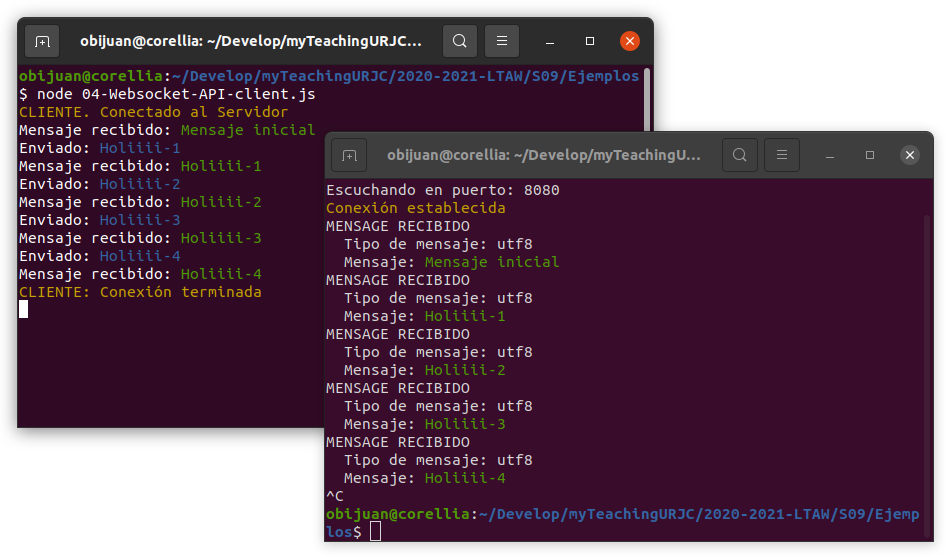 obijuan@corellia: ~/Develop/myTeachingURJC...
obijuan@corellia:~/Develop/myTeachingURJC/2020-2021-LTAW/S09/Ejemplos
$ node 04-Websocket-API-client.js
CLIENTE. Conectado al Servidor
Mensaje recibido: Mensaje inicial
Enviado: Holiiii-1
Mensaje recibido: Holiiii-1
Enviado: Holiiii-2
Mensaje recibido: Holiiii-2
Enviado: Holiiii-3
Mensaje recibido: Holiiii-3
Enviado: Holiiii-4
Mensaje recibido: Holiiii-4
CLIENTE: Conexión terminada
obijuan@corellia: ~/Develop/myTeachingU...
Escuchando en puerto: 8080
Conexión establecida
MENSAGE RECIBIDO
Tipo de mensaje: utf8
Mensaje: Mensaje inicial
MENSAGE RECIBIDO
Tipo de mensaje: utf8
Mensaje: Holiiii-1
MENSAGE RECIBIDO
Tipo de mensaje: utf8
Mensaje: Holiiii-2
MENSAGE RECIBIDO
Tipo de mensaje: utf8
Mensaje: Holiiii-3
MENSAGE RECIBIDO
Tipo de mensaje: utf8
Mensaje: Holiiii-4
^C
obijuan@corellia:~/Develop/myTeachingURJC/2020-2021-LTAW/S09/Ejemp
los$